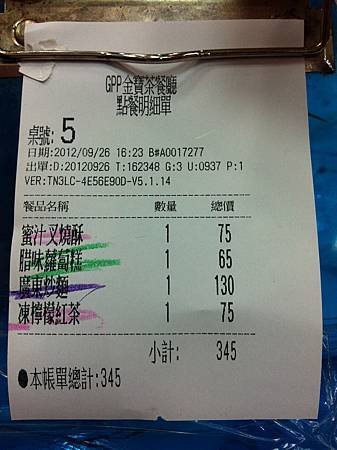 GPP金寶茶餐廳
點餐明細單
桌號: 5
日期:2012/09/26 16:23 B#A0017277
出單:D:20120926 T:162348 G:3 U:0937 P:1
VER:TN3LC-4E56E90D-V5.1.14
餐品名稱 數量 總價
蜜汁叉燒酥 1 75
腊味蘿蔔糕 1 65
廣東炒麵 1 130
凍檸檬紅茶 1 75
小計: 345
●本帳單總計:345